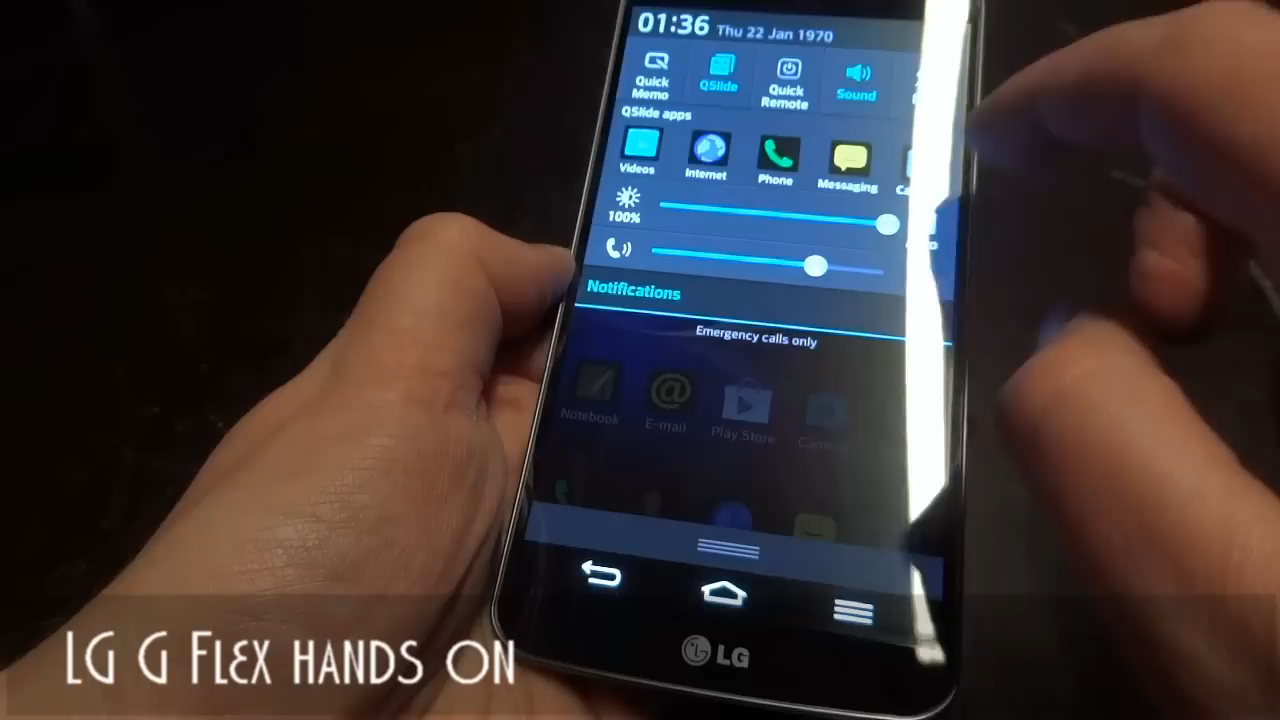 01:36 Thu 22 Jan 1970
Quick Memo
QSlide
Quick Remote
Sound
QSlide apps
Videos
Internet
Phone
Messaging
100%
Notifications
Emergency calls only
Notebook
E-mail
Play Store
LG
LG G Flex hands on